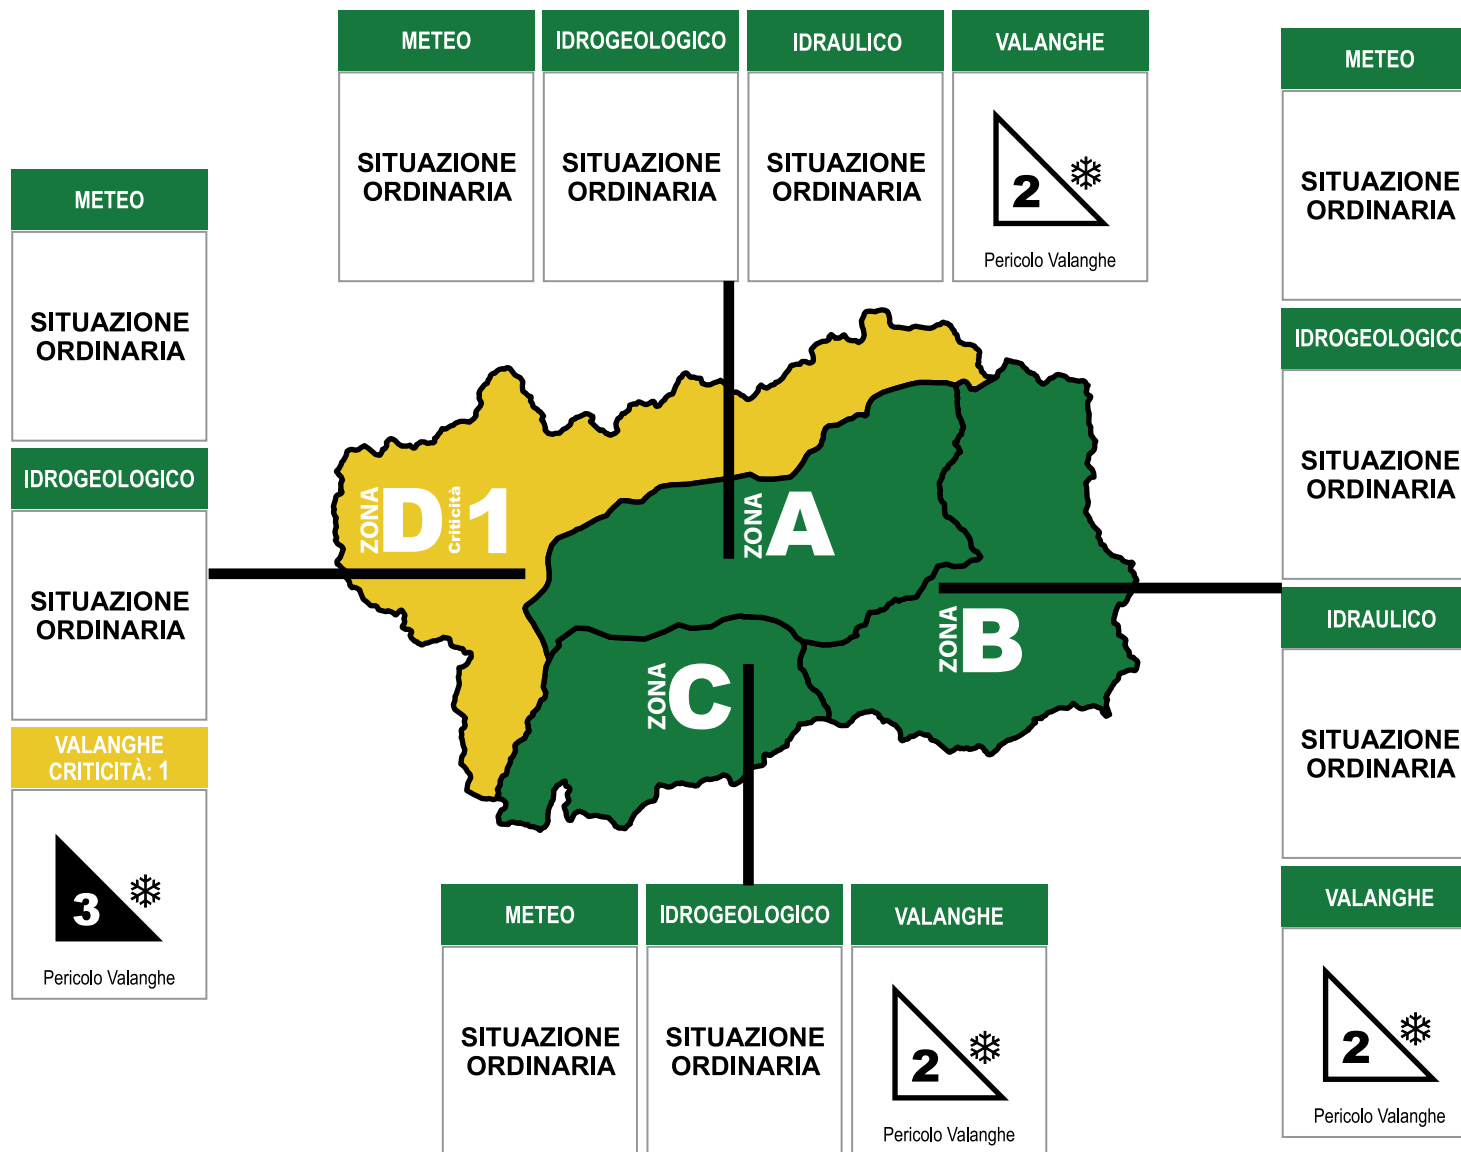 METEO
IDROGEOLOGICO
IDRAULICO
VALANGHE
SITUAZIONE
ORDINARIA
SITUAZIONE
ORDINARIA
SITUAZIONE
ORDINARIA
2
Pericolo Valanghe
METEO
SITUAZIONE
ORDINARIA
IDROGEOLOGICO
SITUAZIONE
ORDINARIA
VALANGHE
CRITICITÀ: 1
3
Pericolo Valanghe
ZONA D Criticità 1
ZONA A
ZONA B
ZONA C
METEO
SITUAZIONE
ORDINARIA
IDROGEOLOGICO
SITUAZIONE
ORDINARIA
IDRAULICO
SITUAZIONE
ORDINARIA
VALANGHE
2
Pericolo Valanghe
METEO
IDROGEOLOGICO
VALANGHE
SITUAZIONE
ORDINARIA
SITUAZIONE
ORDINARIA
2
Pericolo Valanghe